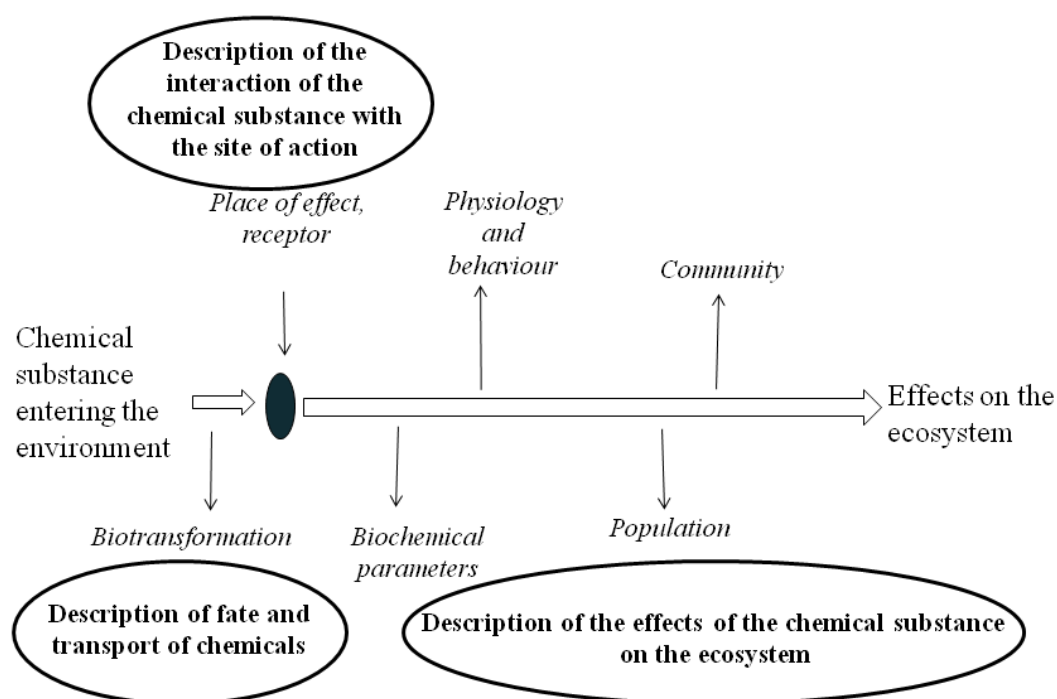 Description of the
interaction of the
chemical substance with
the site of action
Place of effect,
receptor
Physiology
and
behaviour
Community
Chemical
substance
entering the
environment
Effects on the
ecosystem
Biotransformation
Biochemical
parameters
Population
Description of fate and
transport of chemicals
Description of the effects of the chemical substance
on the ecosystem